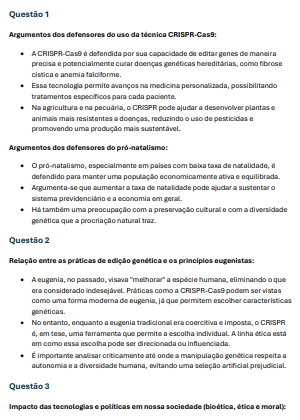 Questão 1
Argumentos dos defensores do uso da técnica CRISPR-Cas9:
• A CRISPR-Cas9 é defendida por sua capacidade de editar genes de maneira
precisa e potencialmente curar doenças genéticas hereditárias, como fibrose
cística e anemia falciforme.
• Essa tecnologia permite avanços na medicina personalizada, possibilitando
tratamentos específicos para cada paciente.
• Na agricultura e na pecuária, o CRISPR pode ajudar a desenvolver plantas e
animais mais resistentes a doenças, reduzindo o uso de pesticidas e
promovendo uma produção mais sustentável.
Argumentos dos defensores do pró-natalismo:
• O pró-natalismo, especialmente em países com baixa taxa de natalidade, é
defendido para manter uma população economicamente ativa e equilibrada.
• Argumenta-se que aumentar a taxa de natalidade pode ajudar a sustentar o
sistema previdenciário e a economia em geral.
• Há também uma preocupação com a preservação cultural e com a diversidade
genética que a procriação natural traz.
Questão 2
Relação entre as práticas de edição genética e os princípios eugenistas:
• A eugenia, no passado, visava "melhorar" a espécie humana, eliminando o que
era considerado indesejável. Práticas como a CRISPR-Cas9 podem ser vistas
como uma forma moderna de eugenia, já que permitem escolher características
genéticas.
• No entanto, enquanto a eugenia tradicional era coercitiva e imposta, o CRISPR
é, em tese, uma ferramenta que permite a escolha individual. A linha ética está
em como essa escolha pode ser direcionada ou influenciada.
• É importante analisar criticamente até onde a manipulação genética respeita a
autonomia e a diversidade humana, evitando uma seleção artificial prejudicial.
Questão 3
Impacto das tecnologias e políticas em nossa sociedade (bioética, ética e moral):